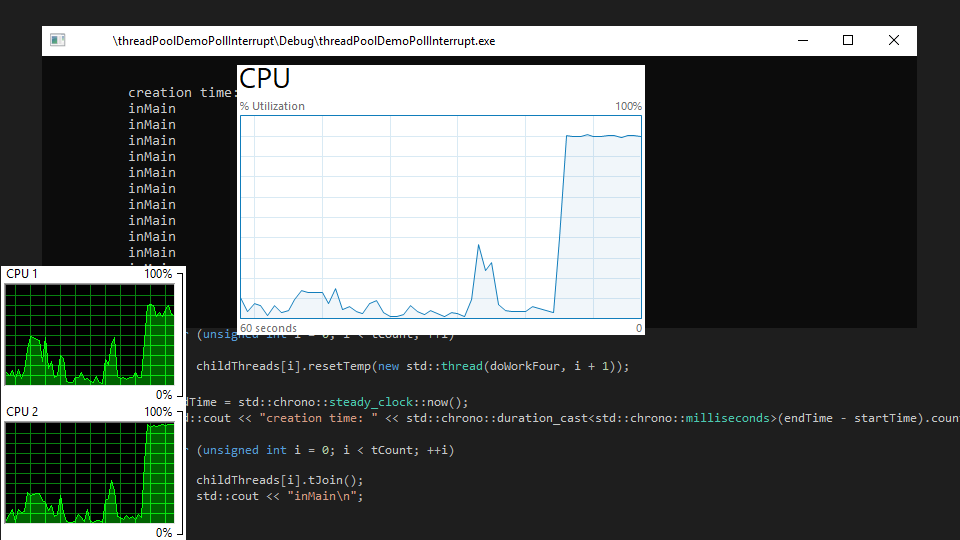 \threadPoolDemoPollInterrupt\Debug\threadPoolDemoPollInterrupt.exe
creation time:
inMain
inMain
inMain
inMain
inMain
inMain
inMain
inMain
inMain
inMain
CPU
% Utilization 100%
60 seconds 0
CPU 1 100%
0%
CPU 2 100%
0%
(unsigned int i = 0; i < tCount; ++i)
childThreads[i].resetTemp(new std::thread(doWorkFour, i + 1));
Time = std::chrono::steady_clock::now();
::cout << "creation time: " << std::chrono::duration_cast<std::chrono::milliseconds>(endTime - startTime).count
(unsigned int i = 0; i < tCount; ++i)
childThreads[i].tJoin();
std::cout << "inMain\n";